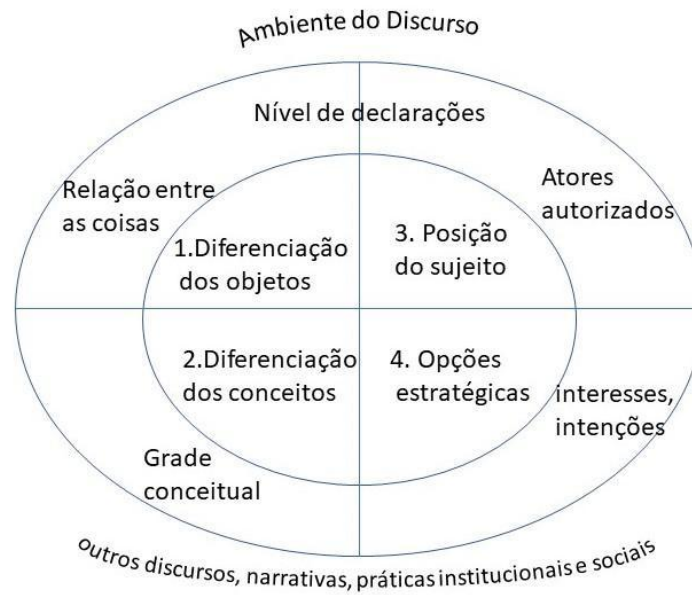 Ambiente do Discurso
Nível de declarações
Relação entre
as coisas
Atores
autorizados
1.Diferenciação
dos objetos
3. Posição
do sujeito
2.Diferenciação
dos conceitos
4. Opções
estratégicas
interesses,
intenções
Grade
conceitual
outros discursos, narrativas, práticas institucionais e sociais